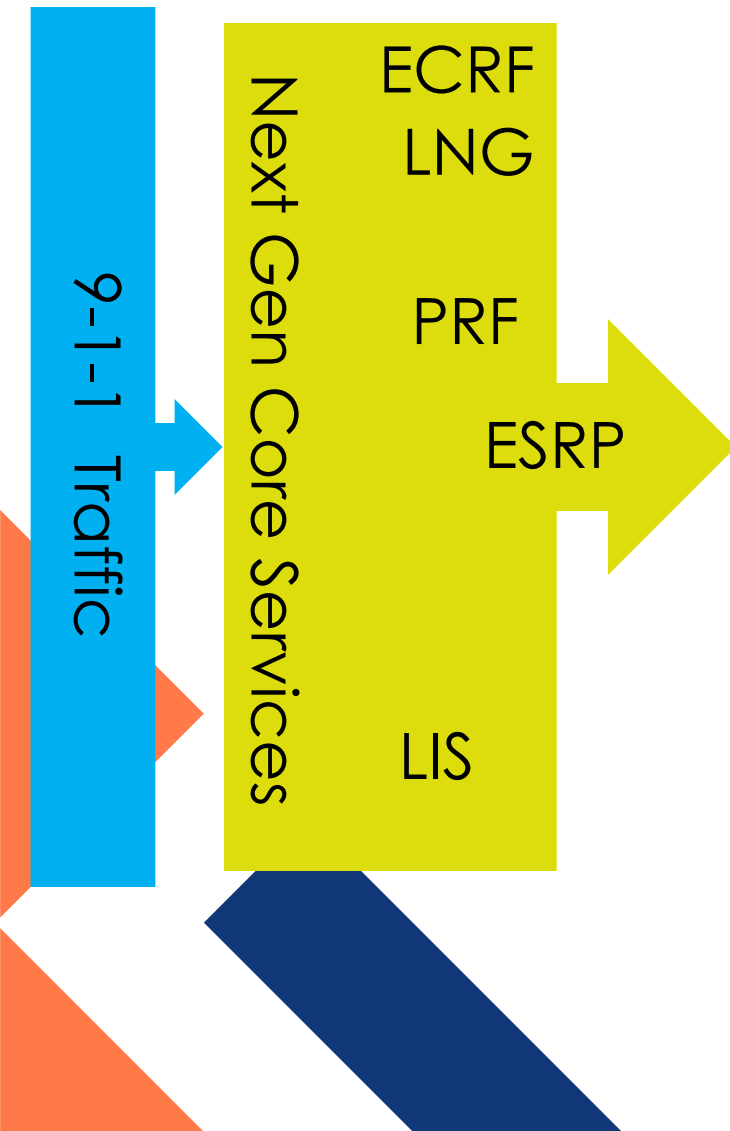 9-1-1 Traffic
Next Gen Core Services
ECRF
LNG
PRF
ESRP
LIS